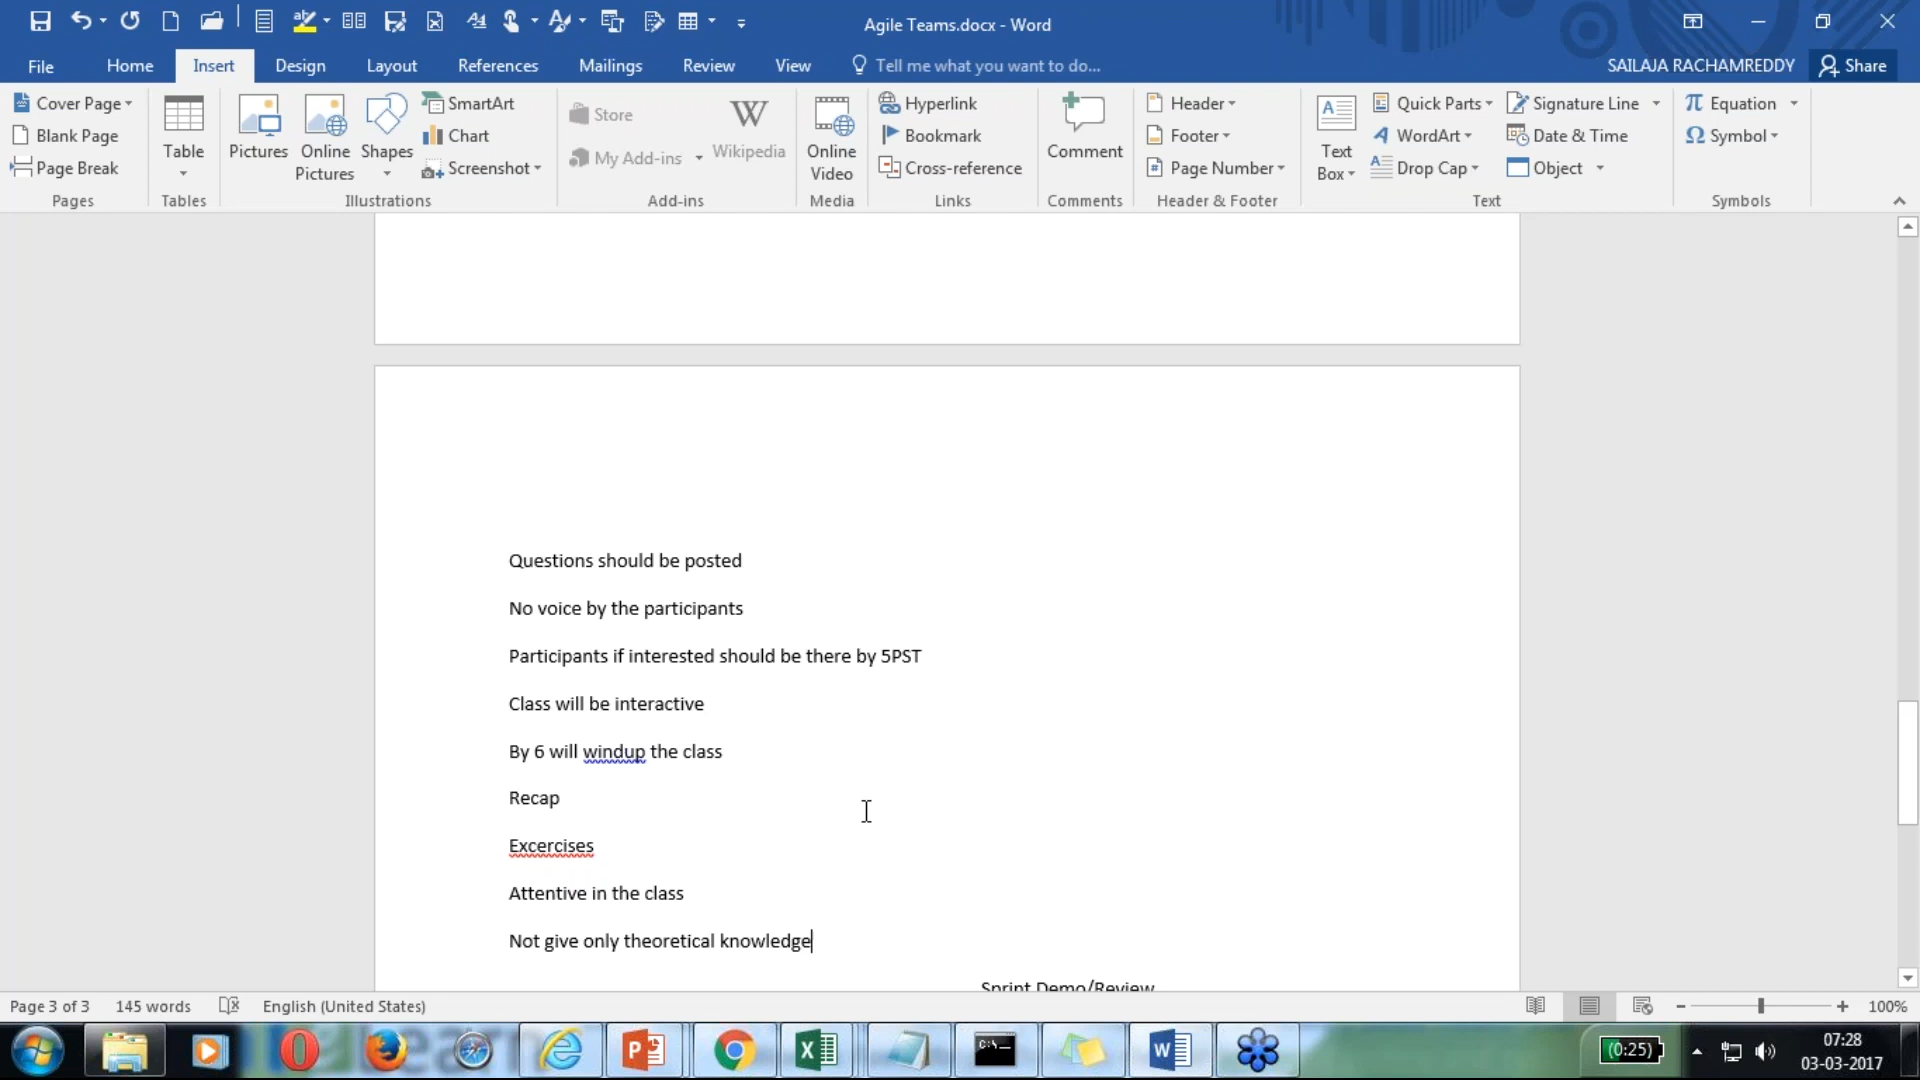 Agile Teams.docx - Word
File Home Insert Design Layout References Mailings Review View Tell me what you want to do... SAILAJA RACHAMREDDY Share
Cover Page
Blank Page
Page Break
Pages
Table
Tables
Pictures
Online Pictures
Shapes
SmartArt
Chart
Screenshot
Illustrations
Store
My Add-ins
Wikipedia
Add-ins
Online Video
Media
Hyperlink
Bookmark
Cross-reference
Links
Comment
Comments
Header
Footer
Page Number
Header & Footer
Text Box
Quick Parts
WordArt
Drop Cap
Signature Line
Date & Time
Object
Text
Equation
Symbol
Symbols
Questions should be posted
No voice by the participants
Participants if interested should be there by 5PST
Class will be interactive
By 6 will windup the class
Recap
Excercises
Attentive in the class
Not give only theoretical knowledge
Sprint Demo/Review
Page 3 of 3 145 words English (United States) 100%
(0:25) 07:28
03-03-2017